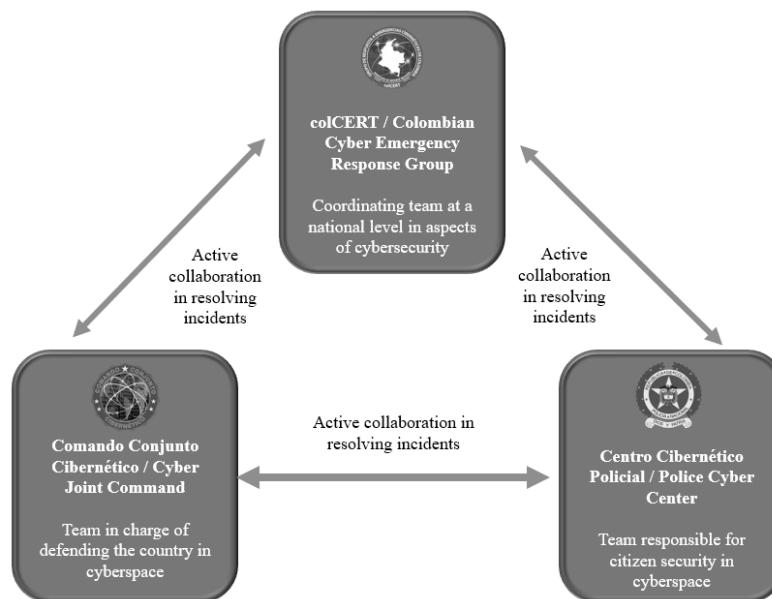 colCERT / Colombian
Cyber Emergency
Response Group
Coordinating team at a
national level in aspects
of cybersecurity
Active
collaboration
in resolving
incidents
Active
collaboration
in resolving
incidents
Active collaboration in
resolving incidents
Comando Conjunto
Cibernético / Cyber
Joint Command
Team in charge of
defending the country in
cyberspace
Centro Cibernético
Policial / Police Cyber
Center
Team responsible for
citizen security in
cyberspace